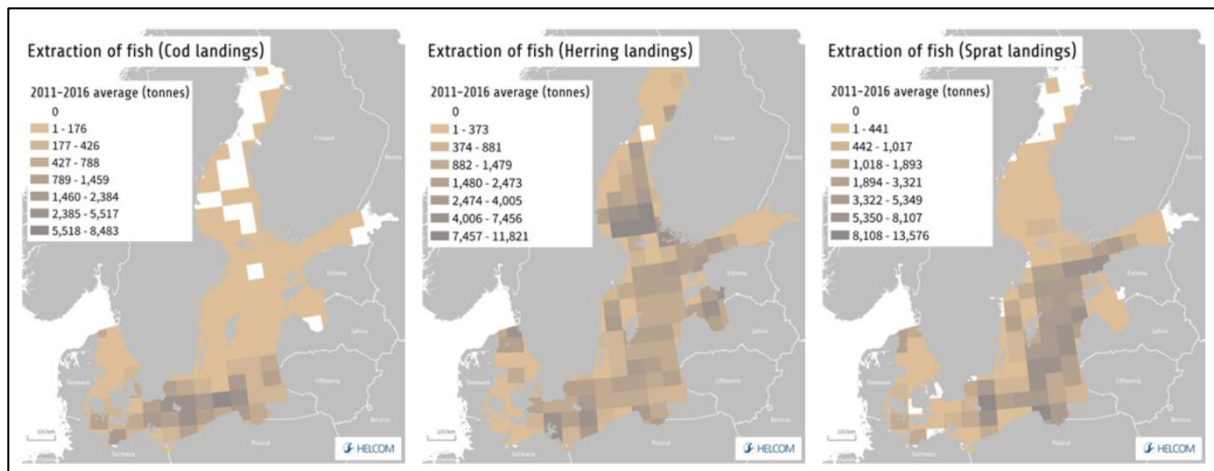 Extraction of fish (Cod landings)
2011-2016 average (tonnes)
0
1 - 176
177 - 426
427 - 788
789 - 1,459
1,460 - 2,384
2,385 - 5,517
5,518 - 8,483
Finland
Russia
Estonia
Latvia
Lithuania
Belarus
Denmark
Germany
Poland
HELCOM
Extraction of fish (Herring landings)
2011-2016 average (tonnes)
0
1 - 373
374 - 881
882 - 1,479
1,480 - 2,473
2,474 - 4,005
4,006 - 7,456
7,457 - 11,821
Finland
Russia
Estonia
Latvia
Lithuania
Belarus
Denmark
Germany
Poland
HELCOM
Extraction of fish (Sprat landings)
2011-2016 average (tonnes)
0
1 - 441
442 - 1,017
1,018 - 1,893
1,894 - 3,321
3,322 - 5,349
5,350 - 8,107
8,108 - 13,576
Finland
Russia
Estonia
Latvia
Lithuania
Belarus
Denmark
Germany
Poland
HELCOM